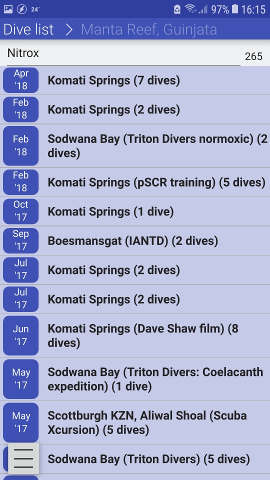 24°
97% 16:15
Dive list > Manta Reef, Guinjata
Nitrox 265
Apr '18 Komati Springs (7 dives)
Feb '18 Komati Springs (2 dives)
Feb '18 Sodwana Bay (Triton Divers normoxic) (2
dives)
Feb '18 Komati Springs (pSCR training) (5 dives)
Oct '17 Komati Springs (1 dive)
Sep '17 Boesmansgat (IANTD) (2 dives)
Jul '17 Komati Springs (2 dives)
Jul '17 Komati Springs (2 dives)
Jun '17 Komati Springs (Dave Shaw film) (8
dives)
May '17 Sodwana Bay (Triton Divers: Coelacanth
expedition) (1 dive)
May '17 Scottburgh KZN, Aliwal Shoal (Scuba
Xcursion) (5 dives)
Sodwana Bay (Triton Divers) (5 dives)